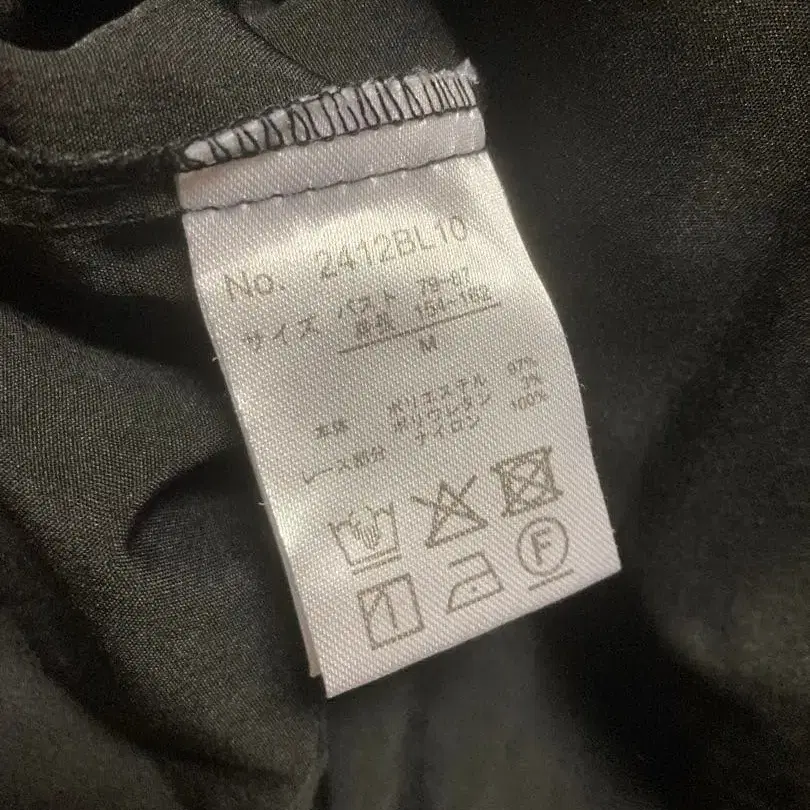 No. 2412BL10
サイズ バスト 79-87
身長 154-162
M
本体 ポリエステル 97%
ポリウレタン 3%
レース部分 ナイロン 100%
F